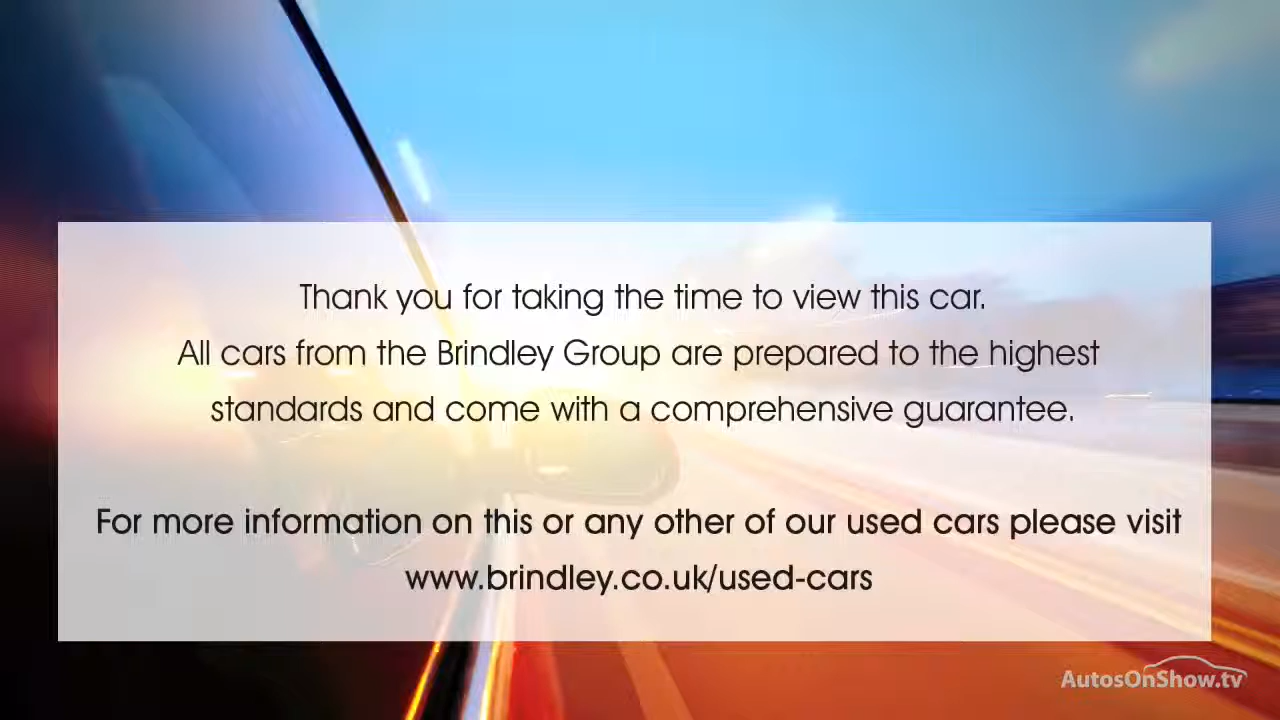 Thank you for taking the time to view this car.
All cars from the Brindley Group are prepared to the highest
standards and come with a comprehensive guarantee.
For more information on this or any other of our used cars please visit
www.brindley.co.uk/used-cars
AutosOnShow.tv